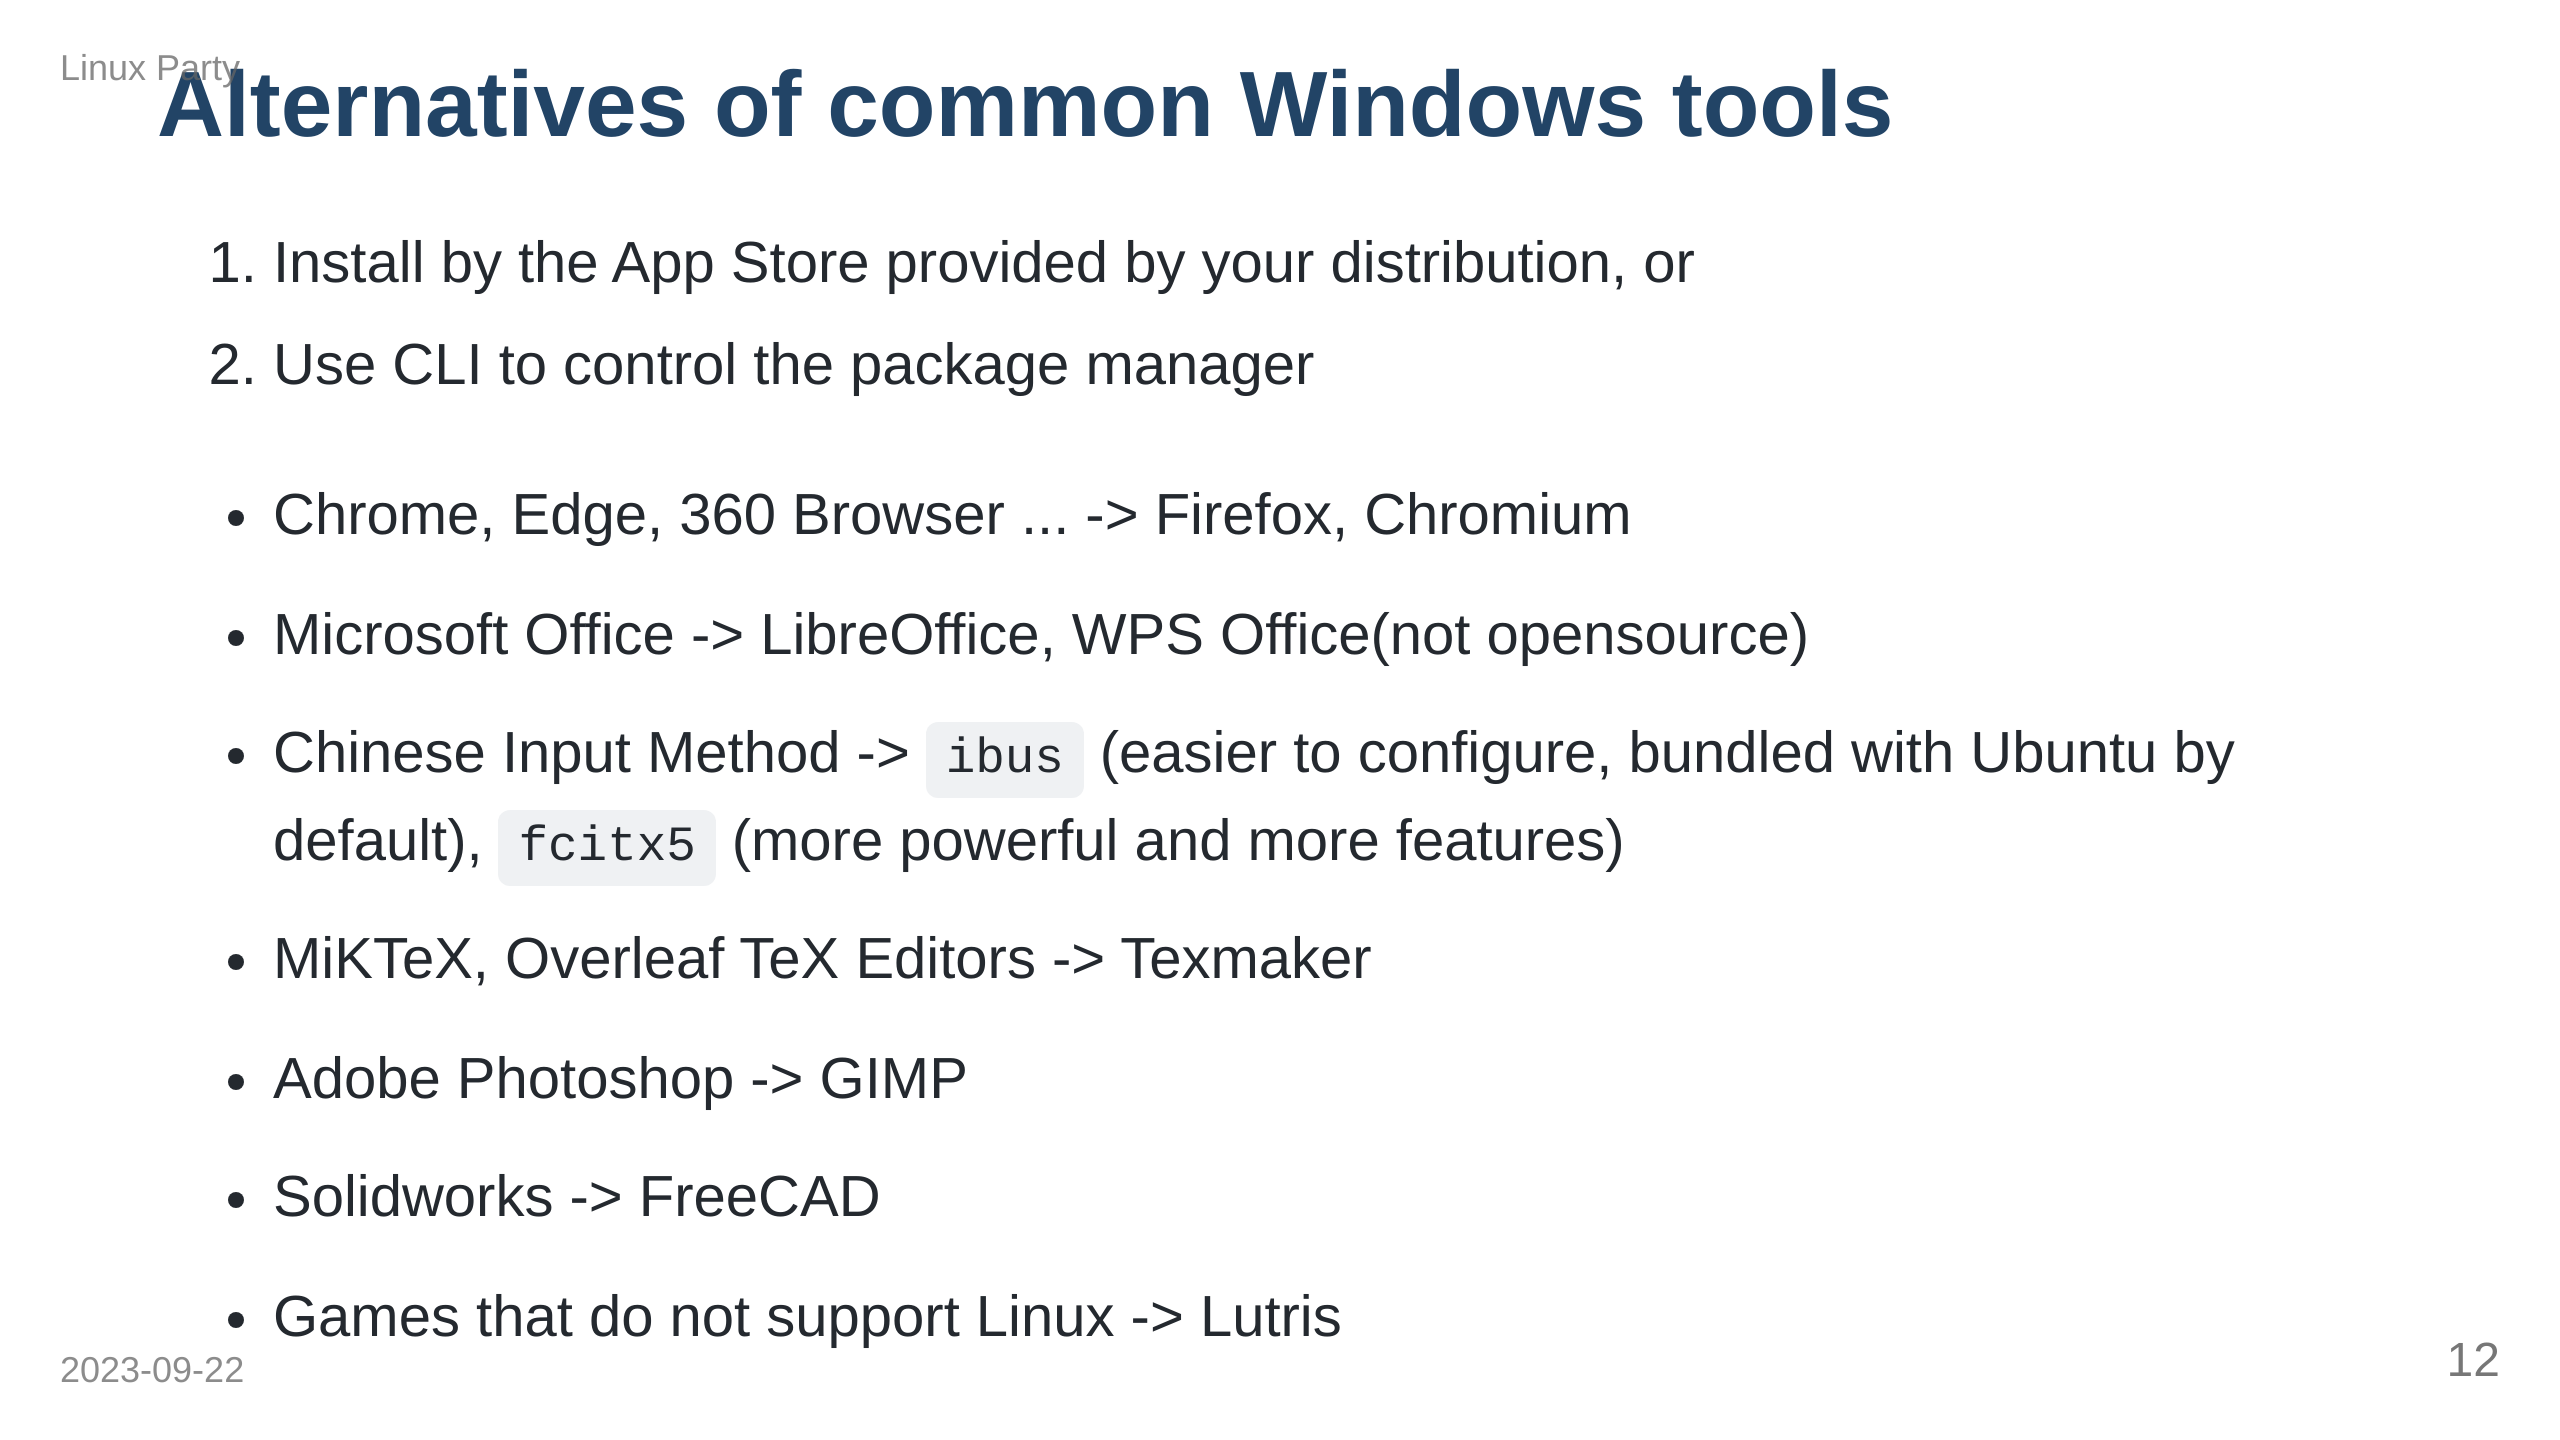 Linux Party
Alternatives of common Windows tools
1. Install by the App Store provided by your distribution, or
2. Use CLI to control the package manager
• Chrome, Edge, 360 Browser ... -> Firefox, Chromium
• Microsoft Office -> LibreOffice, WPS Office(not opensource)
• Chinese Input Method -> ibus (easier to configure, bundled with Ubuntu by
default), fcitx5 (more powerful and more features)
• MiKTeX, Overleaf TeX Editors -> Texmaker
• Adobe Photoshop -> GIMP
• Solidworks -> FreeCAD
• Games that do not support Linux -> Lutris
2023-09-22
12